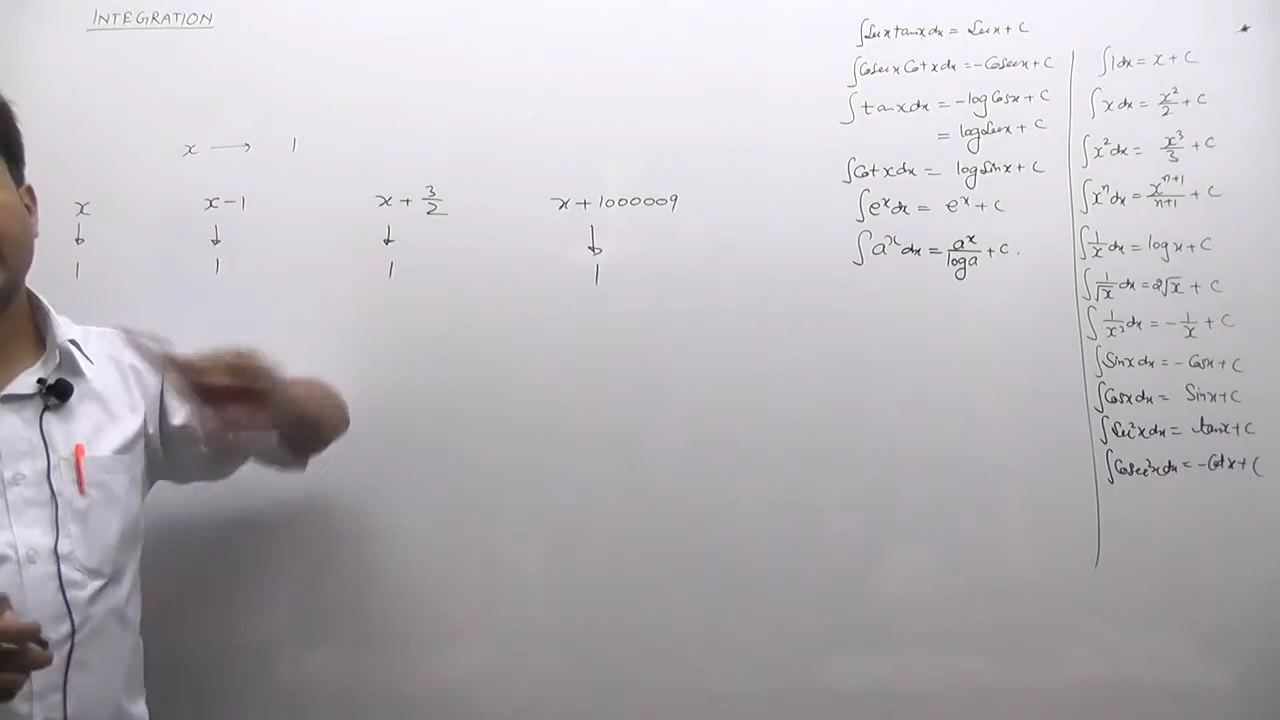 INTEGRATION
x → 1
x x-1 x + 3/2 x+1000009
↓ ↓ ↓ ↓
1 1 1 1
∫Secx tanx dx = Secx + C
∫Cosecx Cotx dx = -Cosecx + C
∫tanx dx = -log Cosx + C
= log Secx + C
∫Cotx dx = log Sinx + C
∫eˣ dx = eˣ + C
∫aˣ dx = aˣ/log a + C.
∫1 dx = x + C
∫x dx = x²/2 + C
∫x² dx = x³/3 + C
∫xⁿ dx = xⁿ⁺¹/n+1 + C
∫1/x dx = log x + C
∫1/√x dx = 2√x + C
∫1/x² dx = -1/x + C
∫Sinx dx = -Cosx + C
∫Cosx dx = Sinx + C
∫Sec²x dx = tanx + C
∫Cosec²x dx = -Cotx + C